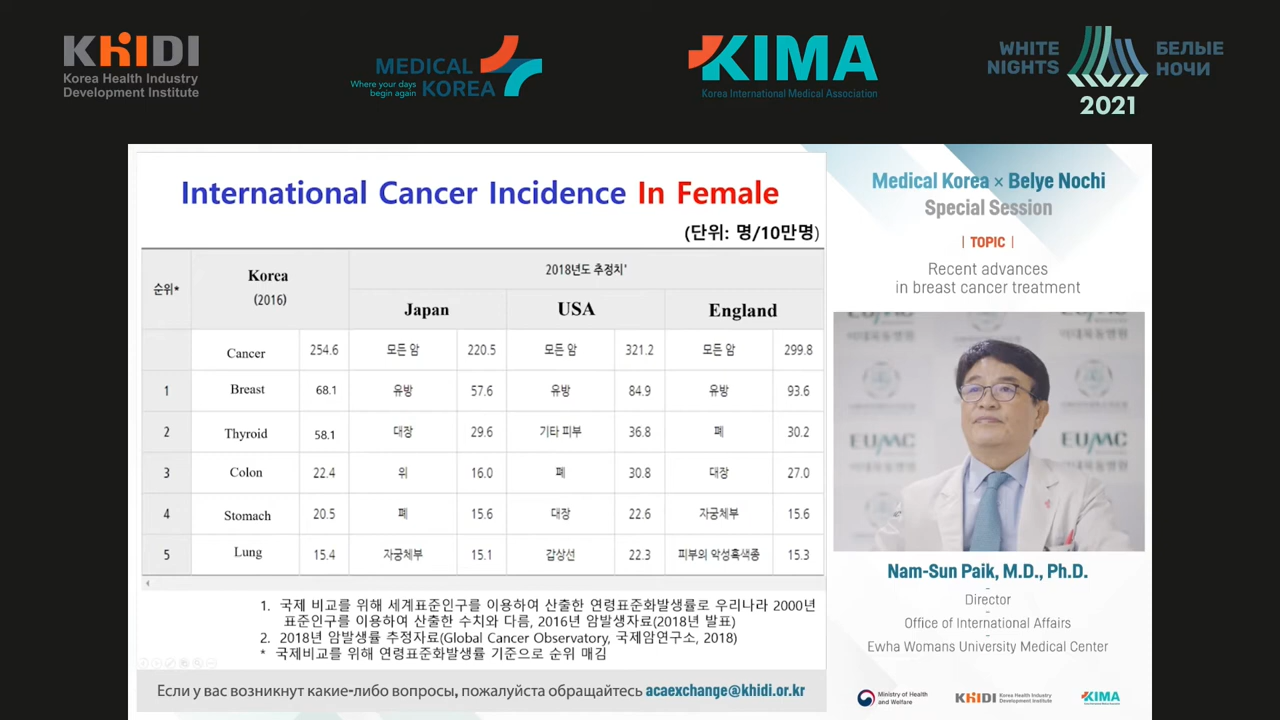 KHIDI
Korea Health Industry
Development Institute
MEDICAL
KOREA
Where your days
begin again
KIMA
Korea International Medical Association
WHITE
NIGHTS
БЕЛЫЕ
НОЧИ
2021
International Cancer Incidence In Female
(단위: 명/10만명)
순위* Korea (2016) 2018년도 추정치'
Japan USA England
Cancer 254.6 모든 암 220.5 모든 암 321.2 모든 암 299.8
1 Breast 68.1 유방 57.6 유방 84.9 유방 93.6
2 Thyroid 58.1 대장 29.6 기타 피부 36.8 폐 30.2
3 Colon 22.4 위 16.0 폐 30.8 대장 27.0
4 Stomach 20.5 폐 15.6 대장 22.6 자궁체부 15.6
5 Lung 15.4 자궁체부 15.1 갑상선 22.3 피부의 악성흑색종 15.3
1. 국제 비교를 위해 세계표준인구를 이용하여 산출한 연령표준화발생률로 우리나라 2000년
표준인구를 이용하여 산출한 수치와 다름, 2016년 암발생자료(2018년 발표)
2. 2018년 암발생률 추정자료(Global Cancer Observatory, 국제암연구소, 2018)
* 국제비교를 위해 연령표준화발생률 기준으로 순위 매김
Если у вас возникнут какие-либо вопросы, пожалуйста обращайтесь acaexchange@khidi.or.kr
Medical Korea × Belye Nochi
Special Session
| TOPIC |
Recent advances
in breast cancer treatment
EUMC
EUMC
Nam-Sun Paik, M.D., Ph.D.
Director
Office of International Affairs
Ewha Womans University Medical Center
Ministry of Health
and Welfare
KHIDI
Korea Health Industry
Development Institute
KIMA